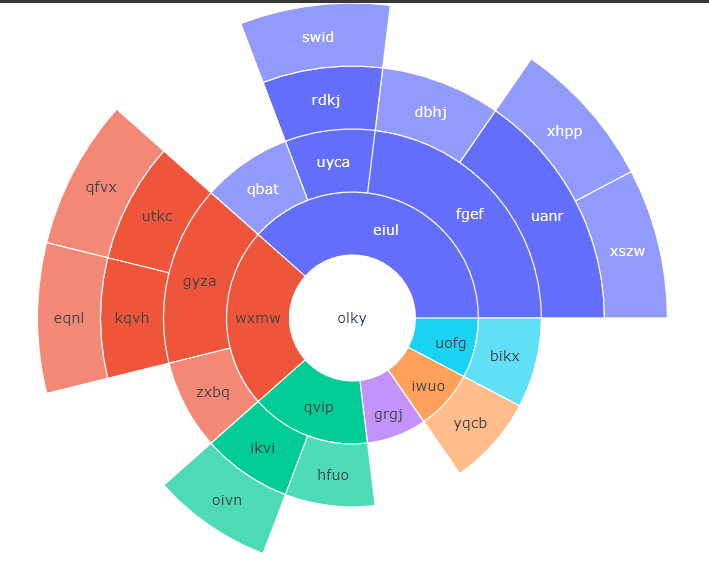 swid
rdkj
dbhj
xhpp
uyca
qbat
qfvx
utkc
fgef
uanr
eiul
xszw
gyza
eqnl
kqvh
wxmw
olky
uofg
bikx
iwuo
zxbq
qvip
grgj
yqcb
ikvi
hfuo
oivn